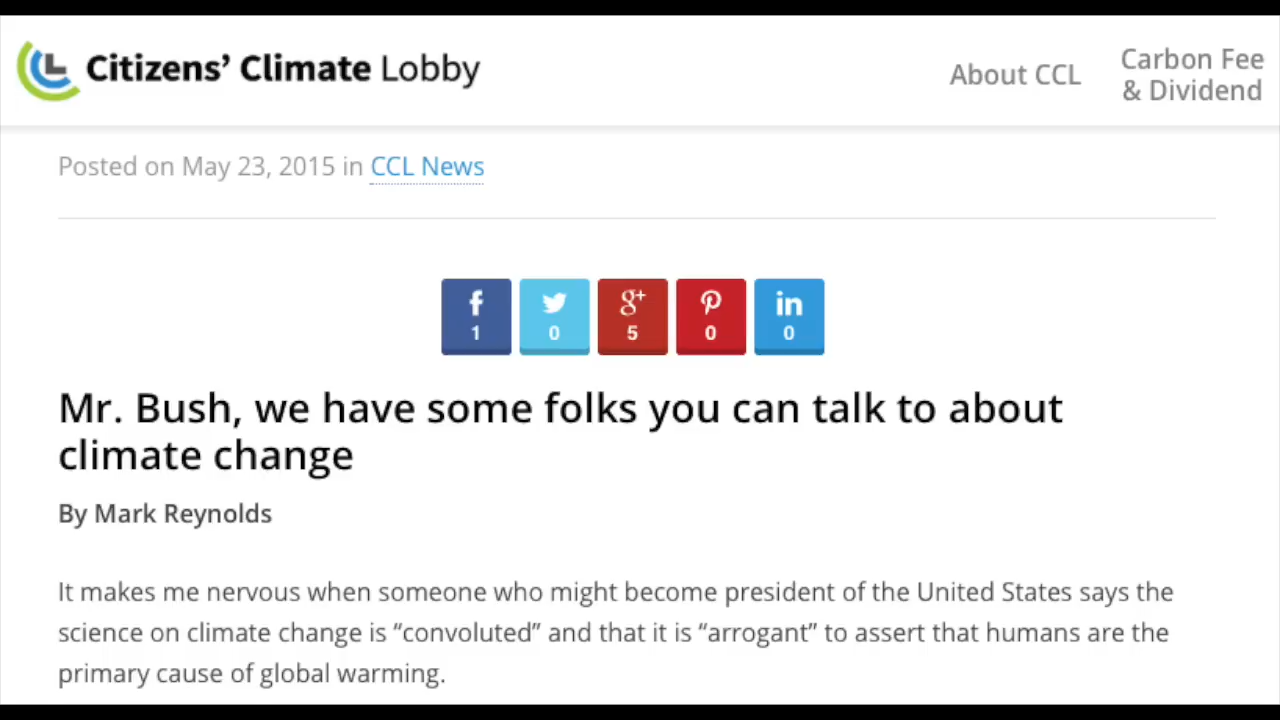 Citizens’ Climate Lobby
About CCL
Carbon Fee
& Dividend
Posted on May 23, 2015 in CCL News
f
1
0
g+
5
0
in
0
Mr. Bush, we have some folks you can talk to about
climate change
By Mark Reynolds
It makes me nervous when someone who might become president of the United States says the
science on climate change is “convoluted” and that it is “arrogant” to assert that humans are the
primary cause of global warming.